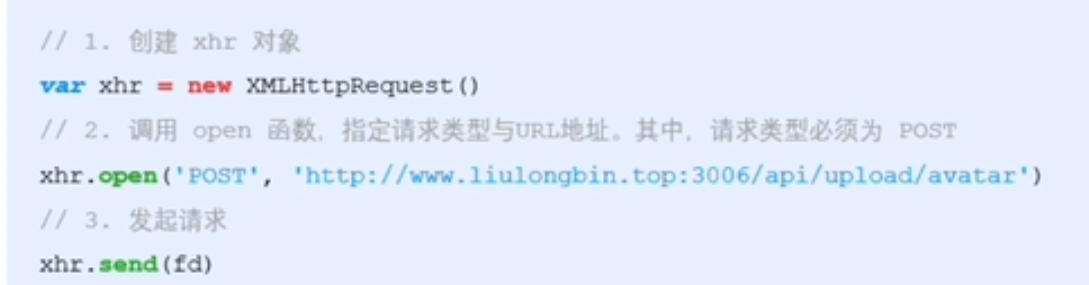 // 1. 创建 xhr 对象
var xhr = new XMLHttpRequest()
// 2. 调用 open 函数，指定请求类型与URL地址。其中，请求类型必须为 POST
xhr.open('POST', 'http://www.liulongbin.top:3006/api/upload/avatar')
// 3. 发起请求
xhr.send(fd)